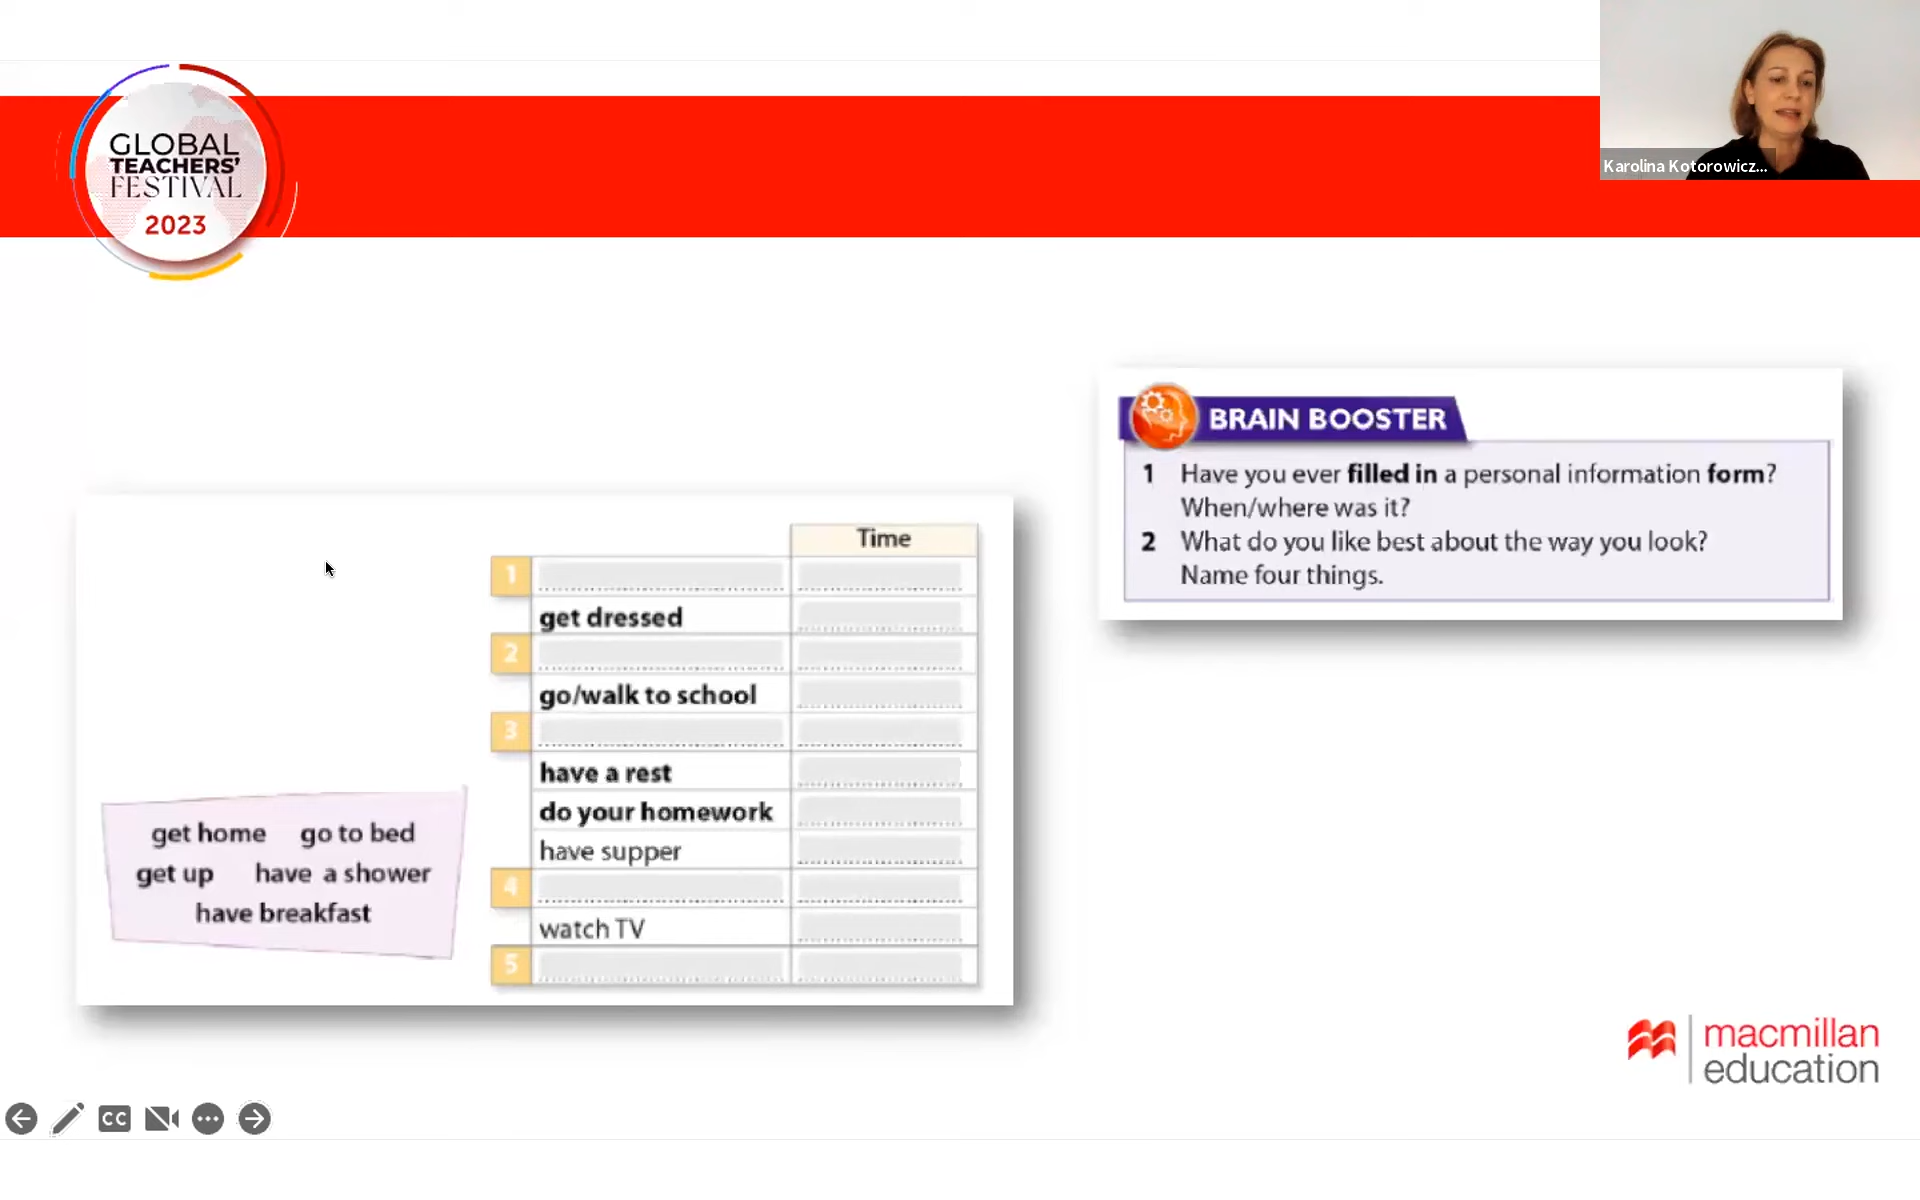 GLOBAL
TEACHERS'
FESTIVAL
2023
Karolina Kotorowicz...
BRAIN BOOSTER
1 Have you ever filled in a personal information form?
When/where was it?
2 What do you like best about the way you look?
Name four things.
Time
1
get dressed
2
go/walk to school
3
have a rest
do your homework
have supper
4
watch TV
5
get home go to bed
get up have a shower
have breakfast
macmillan
education
CC